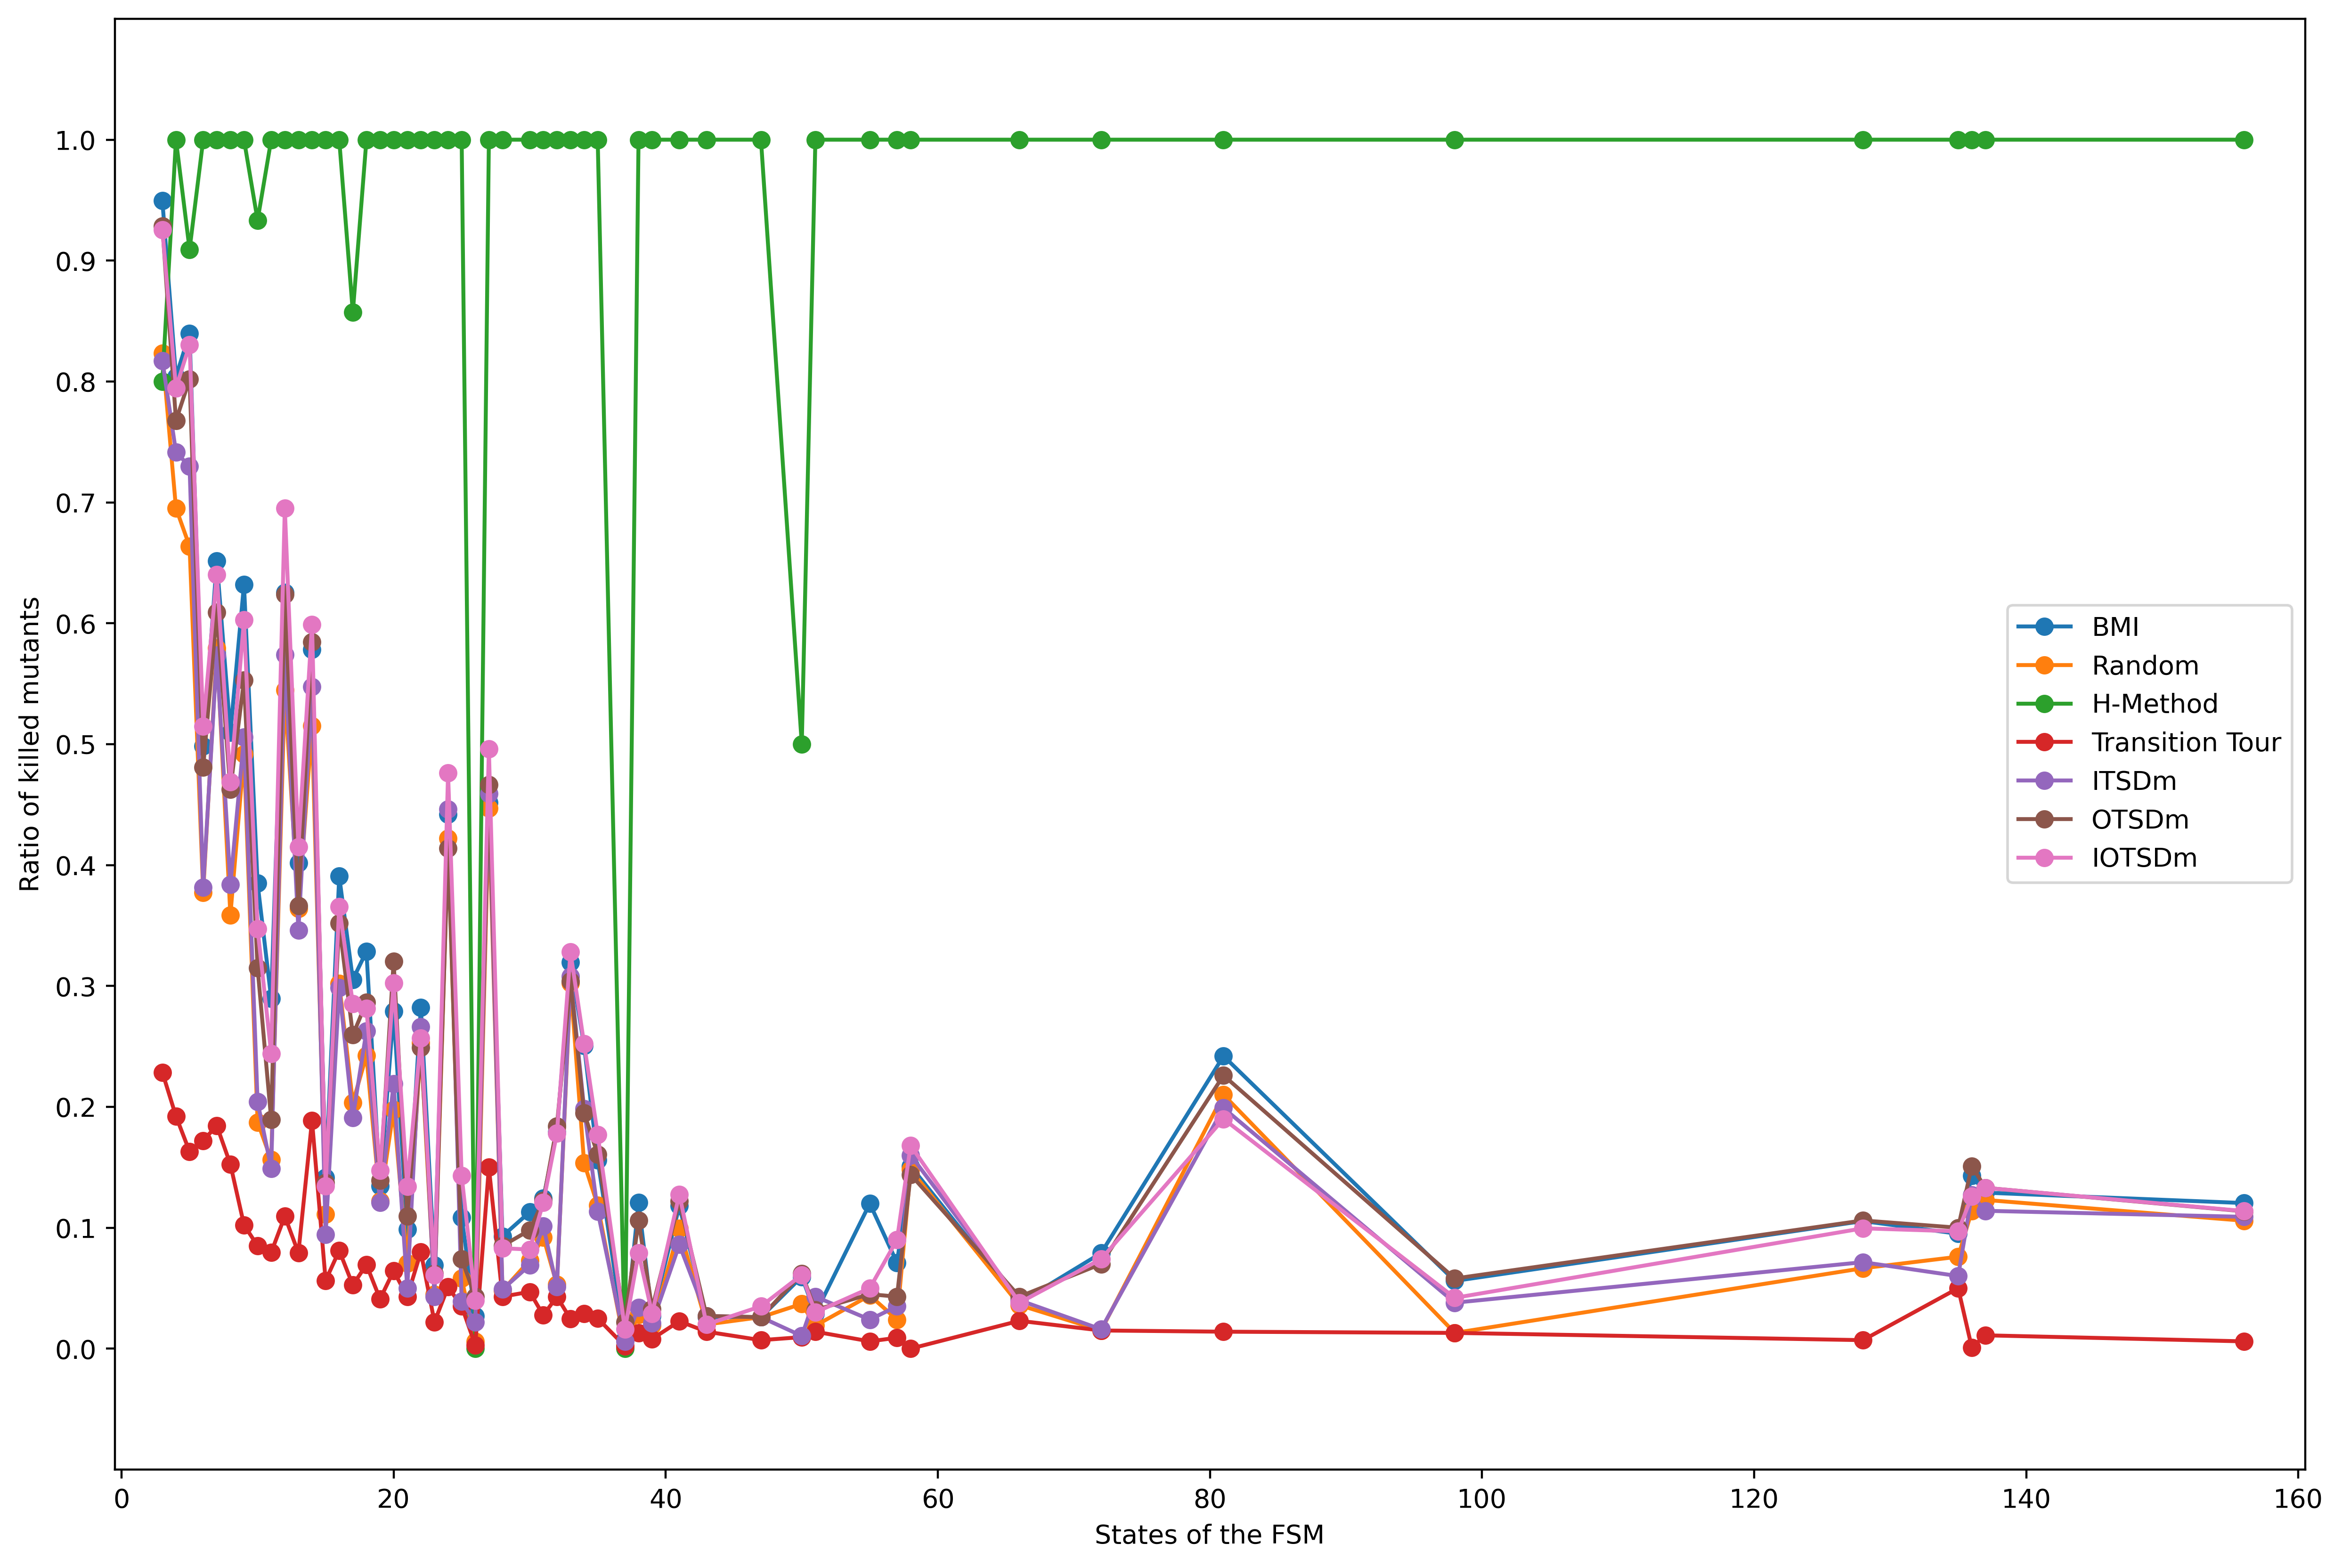 Ratio of killed mutants
1.0
0.9
0.8
0.7
0.6
0.5
0.4
0.3
0.2
0.1
0.0
BMI
Random
H-Method
Transition Tour
ITSDm
OTSDm
IOTSDm
0 20 40 60 80 100 120 140 160
States of the FSM